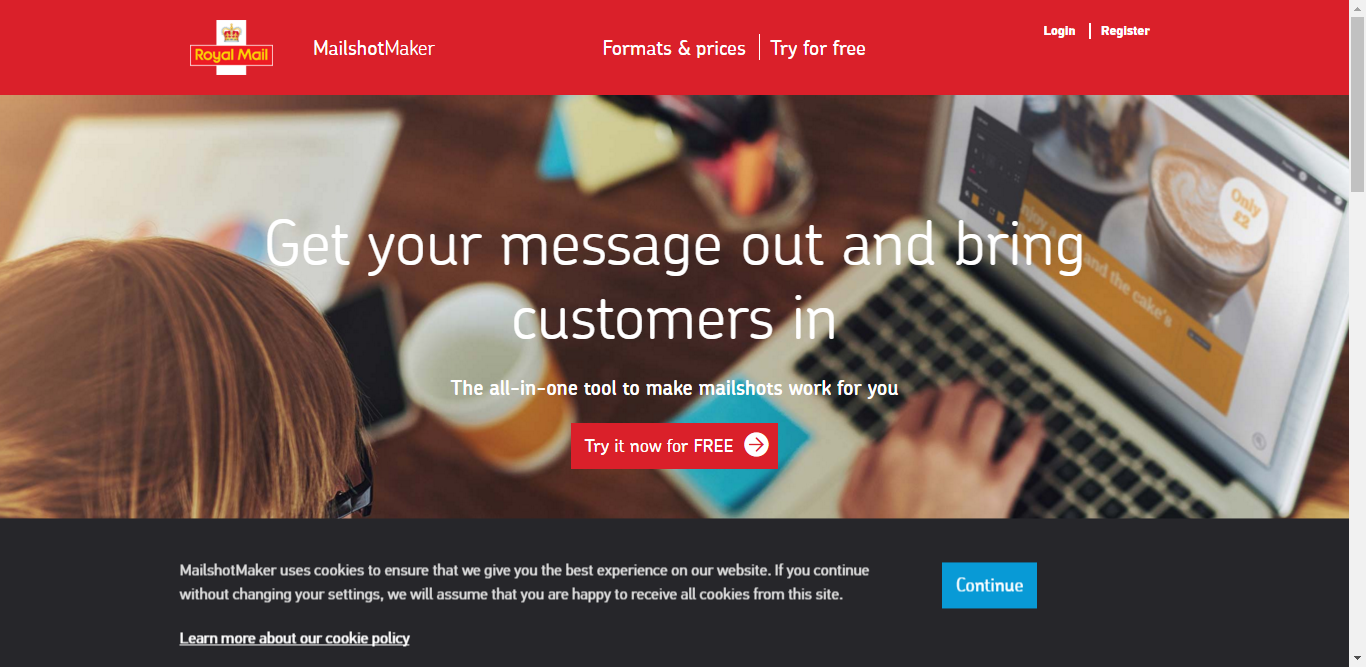 Royal Mail
MailshotMaker
Formats & prices
Try for free
Login
Register
Only
£2
and the cake's
Get your message out and bring
customers in
The all-in-one tool to make mailshots work for you
Try it now for FREE
MailshotMaker uses cookies to ensure that we give you the best experience on our website. If you continue
without changing your settings, we will assume that you are happy to receive all cookies from this site.
Continue
Learn more about our cookie policy